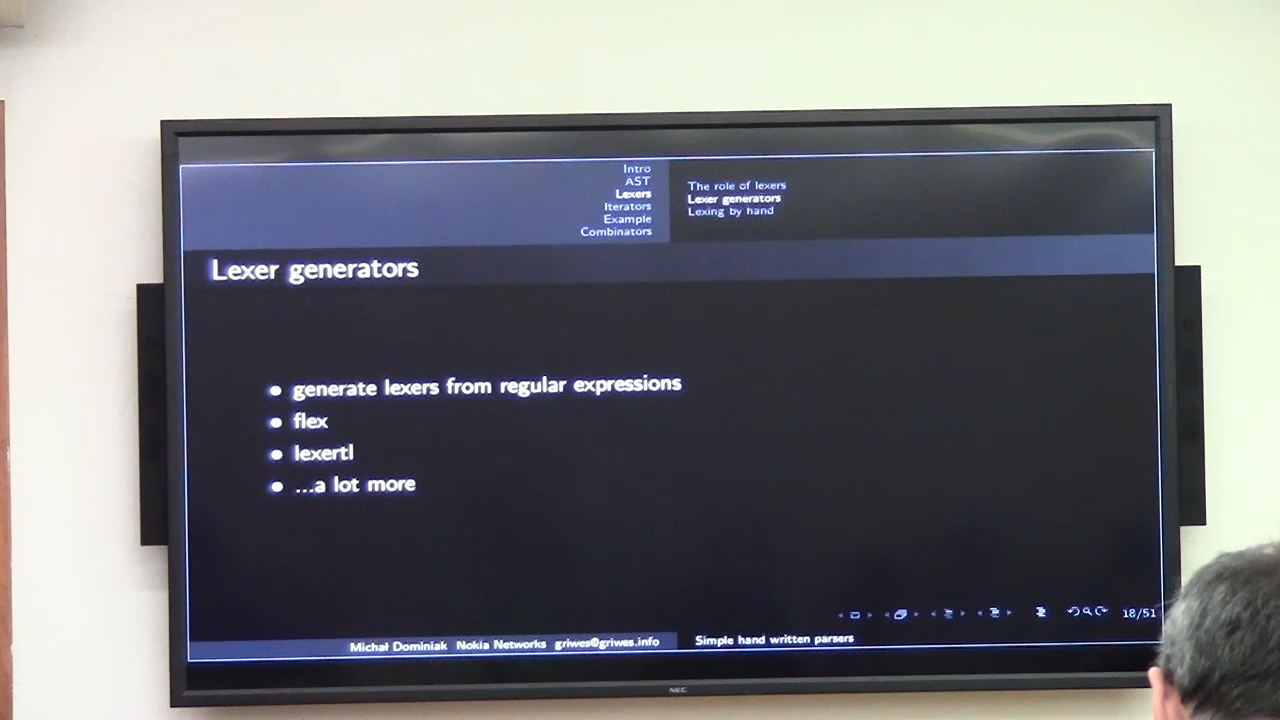 Intro
AST
Lexers
Iterators
Example
Combinators
The role of lexers
Lexer generators
Lexing by hand
Lexer generators
• generate lexers from regular expressions
• flex
• lexertl
• ...a lot more
18/51
Michał Dominiak Nokia Networks griwes@griwes.info
Simple hand written parsers
NEC